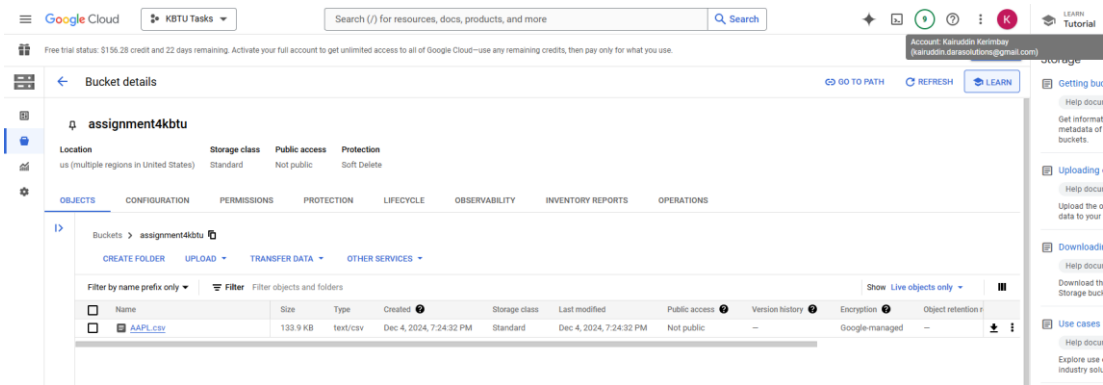 Google Cloud
KBTU Tasks
Search (/) for resources, docs, products, and more
Search
9
K
LEARN
Tutorial
Free trial status: $156.28 credit and 22 days remaining. Activate your full account to get unlimited access to all of Google Cloud—use any remaining credits, then pay only for what you use.
Account: Kairuddin Kerimbay
(kairuddin.darasolutions@gmail.com)
Storage
Bucket details
GO TO PATH
REFRESH
LEARN
assignment4kbtu
Location
Storage class
Public access
Protection
us (multiple regions in United States)
Standard
Not public
Soft Delete
OBJECTS
CONFIGURATION
PERMISSIONS
PROTECTION
LIFECYCLE
OBSERVABILITY
INVENTORY REPORTS
OPERATIONS
Buckets > assignment4kbtu
CREATE FOLDER
UPLOAD
TRANSFER DATA
OTHER SERVICES
Filter by name prefix only
Filter
Filter objects and folders
Show
Live objects only
Name
Size
Type
Created
Storage class
Last modified
Public access
Version history
Encryption
Object retention
AAPL.csv
133.9 KB
text/csv
Dec 4, 2024, 7:24:32 PM
Standard
Dec 4, 2024, 7:24:32 PM
Not public
—
Google-managed
—
Getting buc
Help docu
Get informat
metadata of
buckets.
Uploading
Help docu
Upload the o
data to your
Downloadi
Help docu
Download th
Storage buc
Use cases
Help docu
Explore use
industry solu